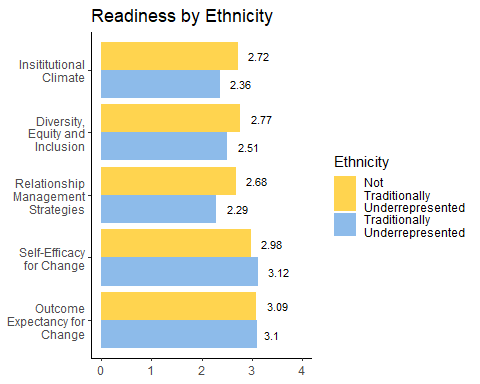 Readiness by Ethnicity
Insititutional
Climate
2.72
2.36
Diversity,
Equity and
Inclusion
2.77
2.51
Relationship
Management
Strategies
2.68
2.29
Self-Efficacy
for Change
2.98
3.12
Outcome
Expectancy for
Change
3.09
3.1
0 1 2 3 4
Ethnicity
Not
Traditionally
Underrepresented
Traditionally
Underrepresented